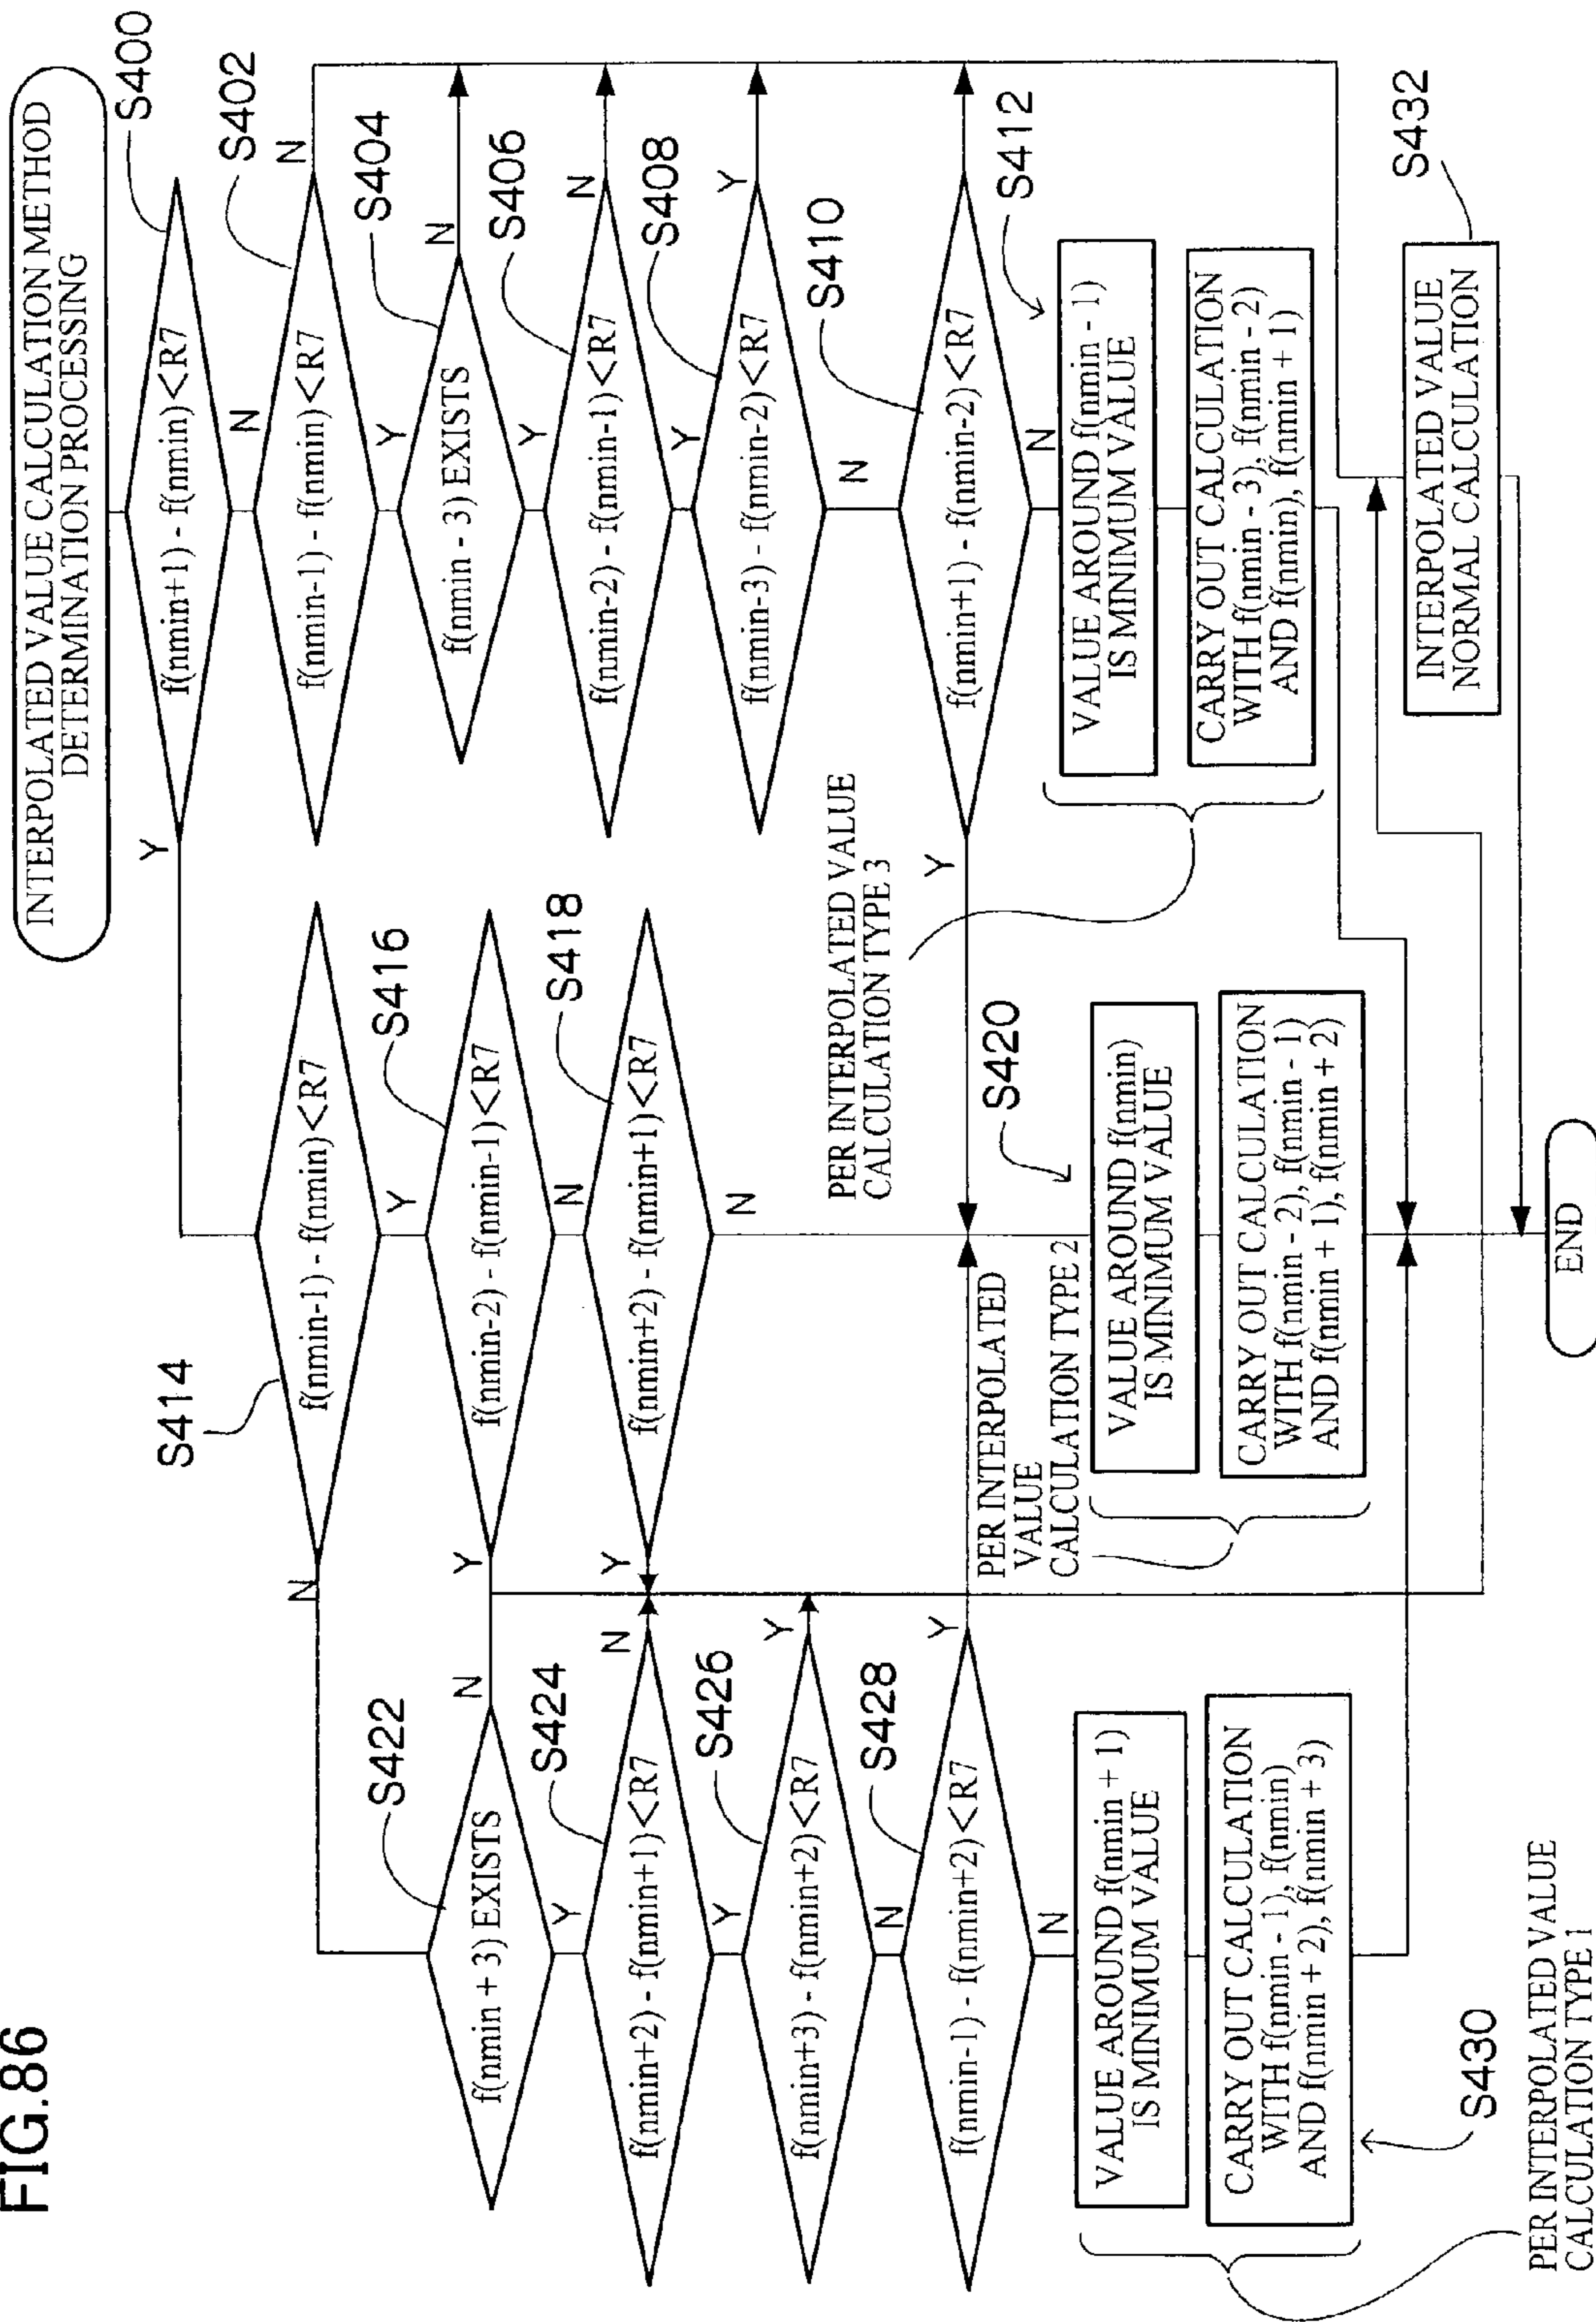 FIG.86
INTERPOLATED VALUE CALCULATION METHOD
DETERMINATION PROCESSING
S400
f(nmin+1) - f(nmin)<R7
Y
N
S402
f(nmin-1) - f(nmin)<R7
N
Y
S404
f(nmin - 3) EXISTS
N
Y
S406
f(nmin-2) - f(nmin-1)<R7
N
Y
S408
f(nmin-3) - f(nmin-2)<R7
Y
N
S410
f(nmin+1) - f(nmin-2)<R7
Y
N
S412
VALUE AROUND f(nmin - 1)
IS MINIMUM VALUE
CARRY OUT CALCULATION
WITH f(nmin - 3), f(nmin - 2)
AND f(nmin), f(nmin + 1)
PER INTERPOLATED VALUE
CALCULATION TYPE 3
S414
f(nmin-1) - f(nmin)<R7
N
Y
S416
f(nmin-2) - f(nmin-1)<R7
Y
N
S418
f(nmin+2) - f(nmin+1)<R7
Y
N
S420
VALUE AROUND f(nmin)
IS MINIMUM VALUE
CARRY OUT CALCULATION
WITH f(nmin - 2), f(nmin - 1)
AND f(nmin + 1), f(nmin + 2)
PER INTERPOLATED
VALUE
CALCULATION TYPE 2
S422
f(nmin + 3) EXISTS
N
Y
S424
f(nmin+2) - f(nmin+1)<R7
N
Y
S426
f(nmin+3) - f(nmin+2)<R7
Y
N
S428
f(nmin-1) - f(nmin+2)<R7
Y
N
VALUE AROUND f(nmin + 1)
IS MINIMUM VALUE
CARRY OUT CALCULATION
WITH f(nmin - 1), f(nmin)
AND f(nmin + 2), f(nmin + 3)
S430
PER INTERPOLATED VALUE
CALCULATION TYPE 1
S432
INTERPOLATED VALUE
NORMAL CALCULATION
END